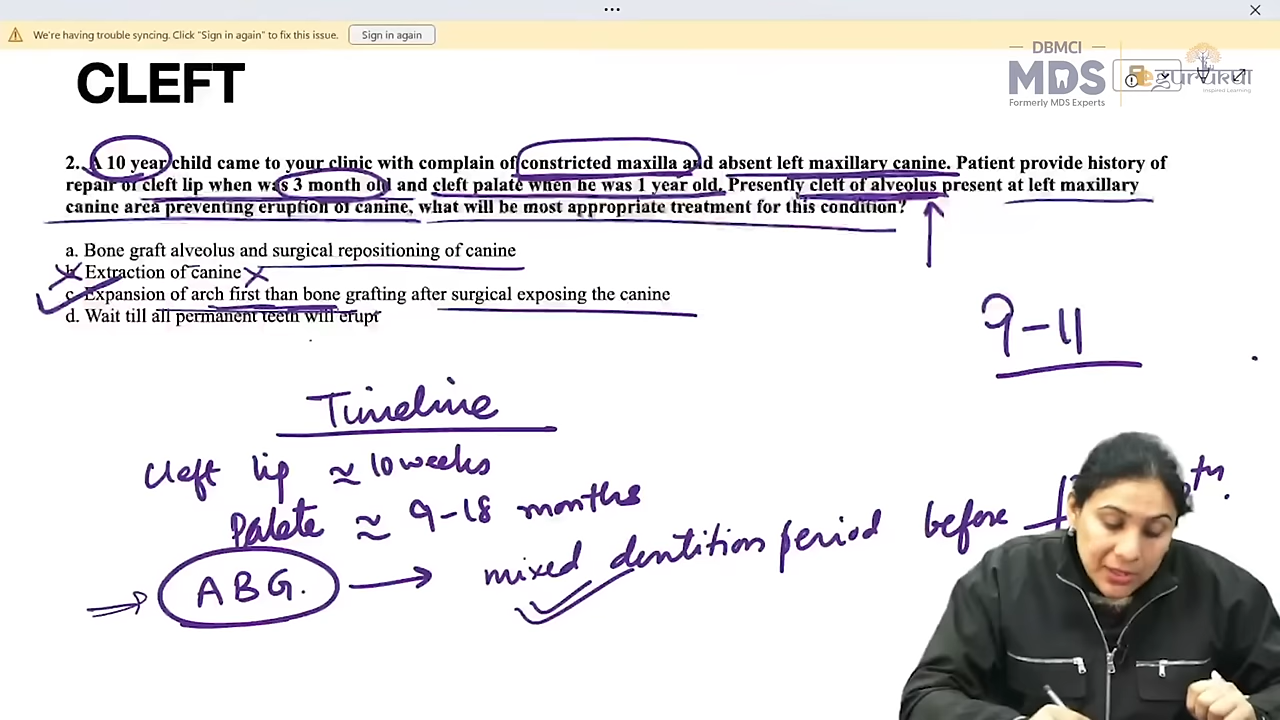 We're having trouble syncing. Click "Sign in again" to fix this issue. Sign in again
DBMCI
MDS
Formerly MDS Experts
egurukul
Inspired Learning
CLEFT
2. A 10 year child came to your clinic with complain of constricted maxilla and absent left maxillary canine. Patient provide history of
repair of cleft lip when was 3 month old and cleft palate when he was 1 year old. Presently cleft of alveolus present at left maxillary
canine area preventing eruption of canine, what will be most appropriate treatment for this condition?
a. Bone graft alveolus and surgical repositioning of canine
b. Extraction of canine
c. Expansion of arch first than bone grafting after surgical exposing the canine
d. Wait till all permanent teeth will erupt
9-11
Timeline
Cleft lip ≈ 10 weeks
Palate ≈ 9-18 months
ABG. → mixed dentition period before